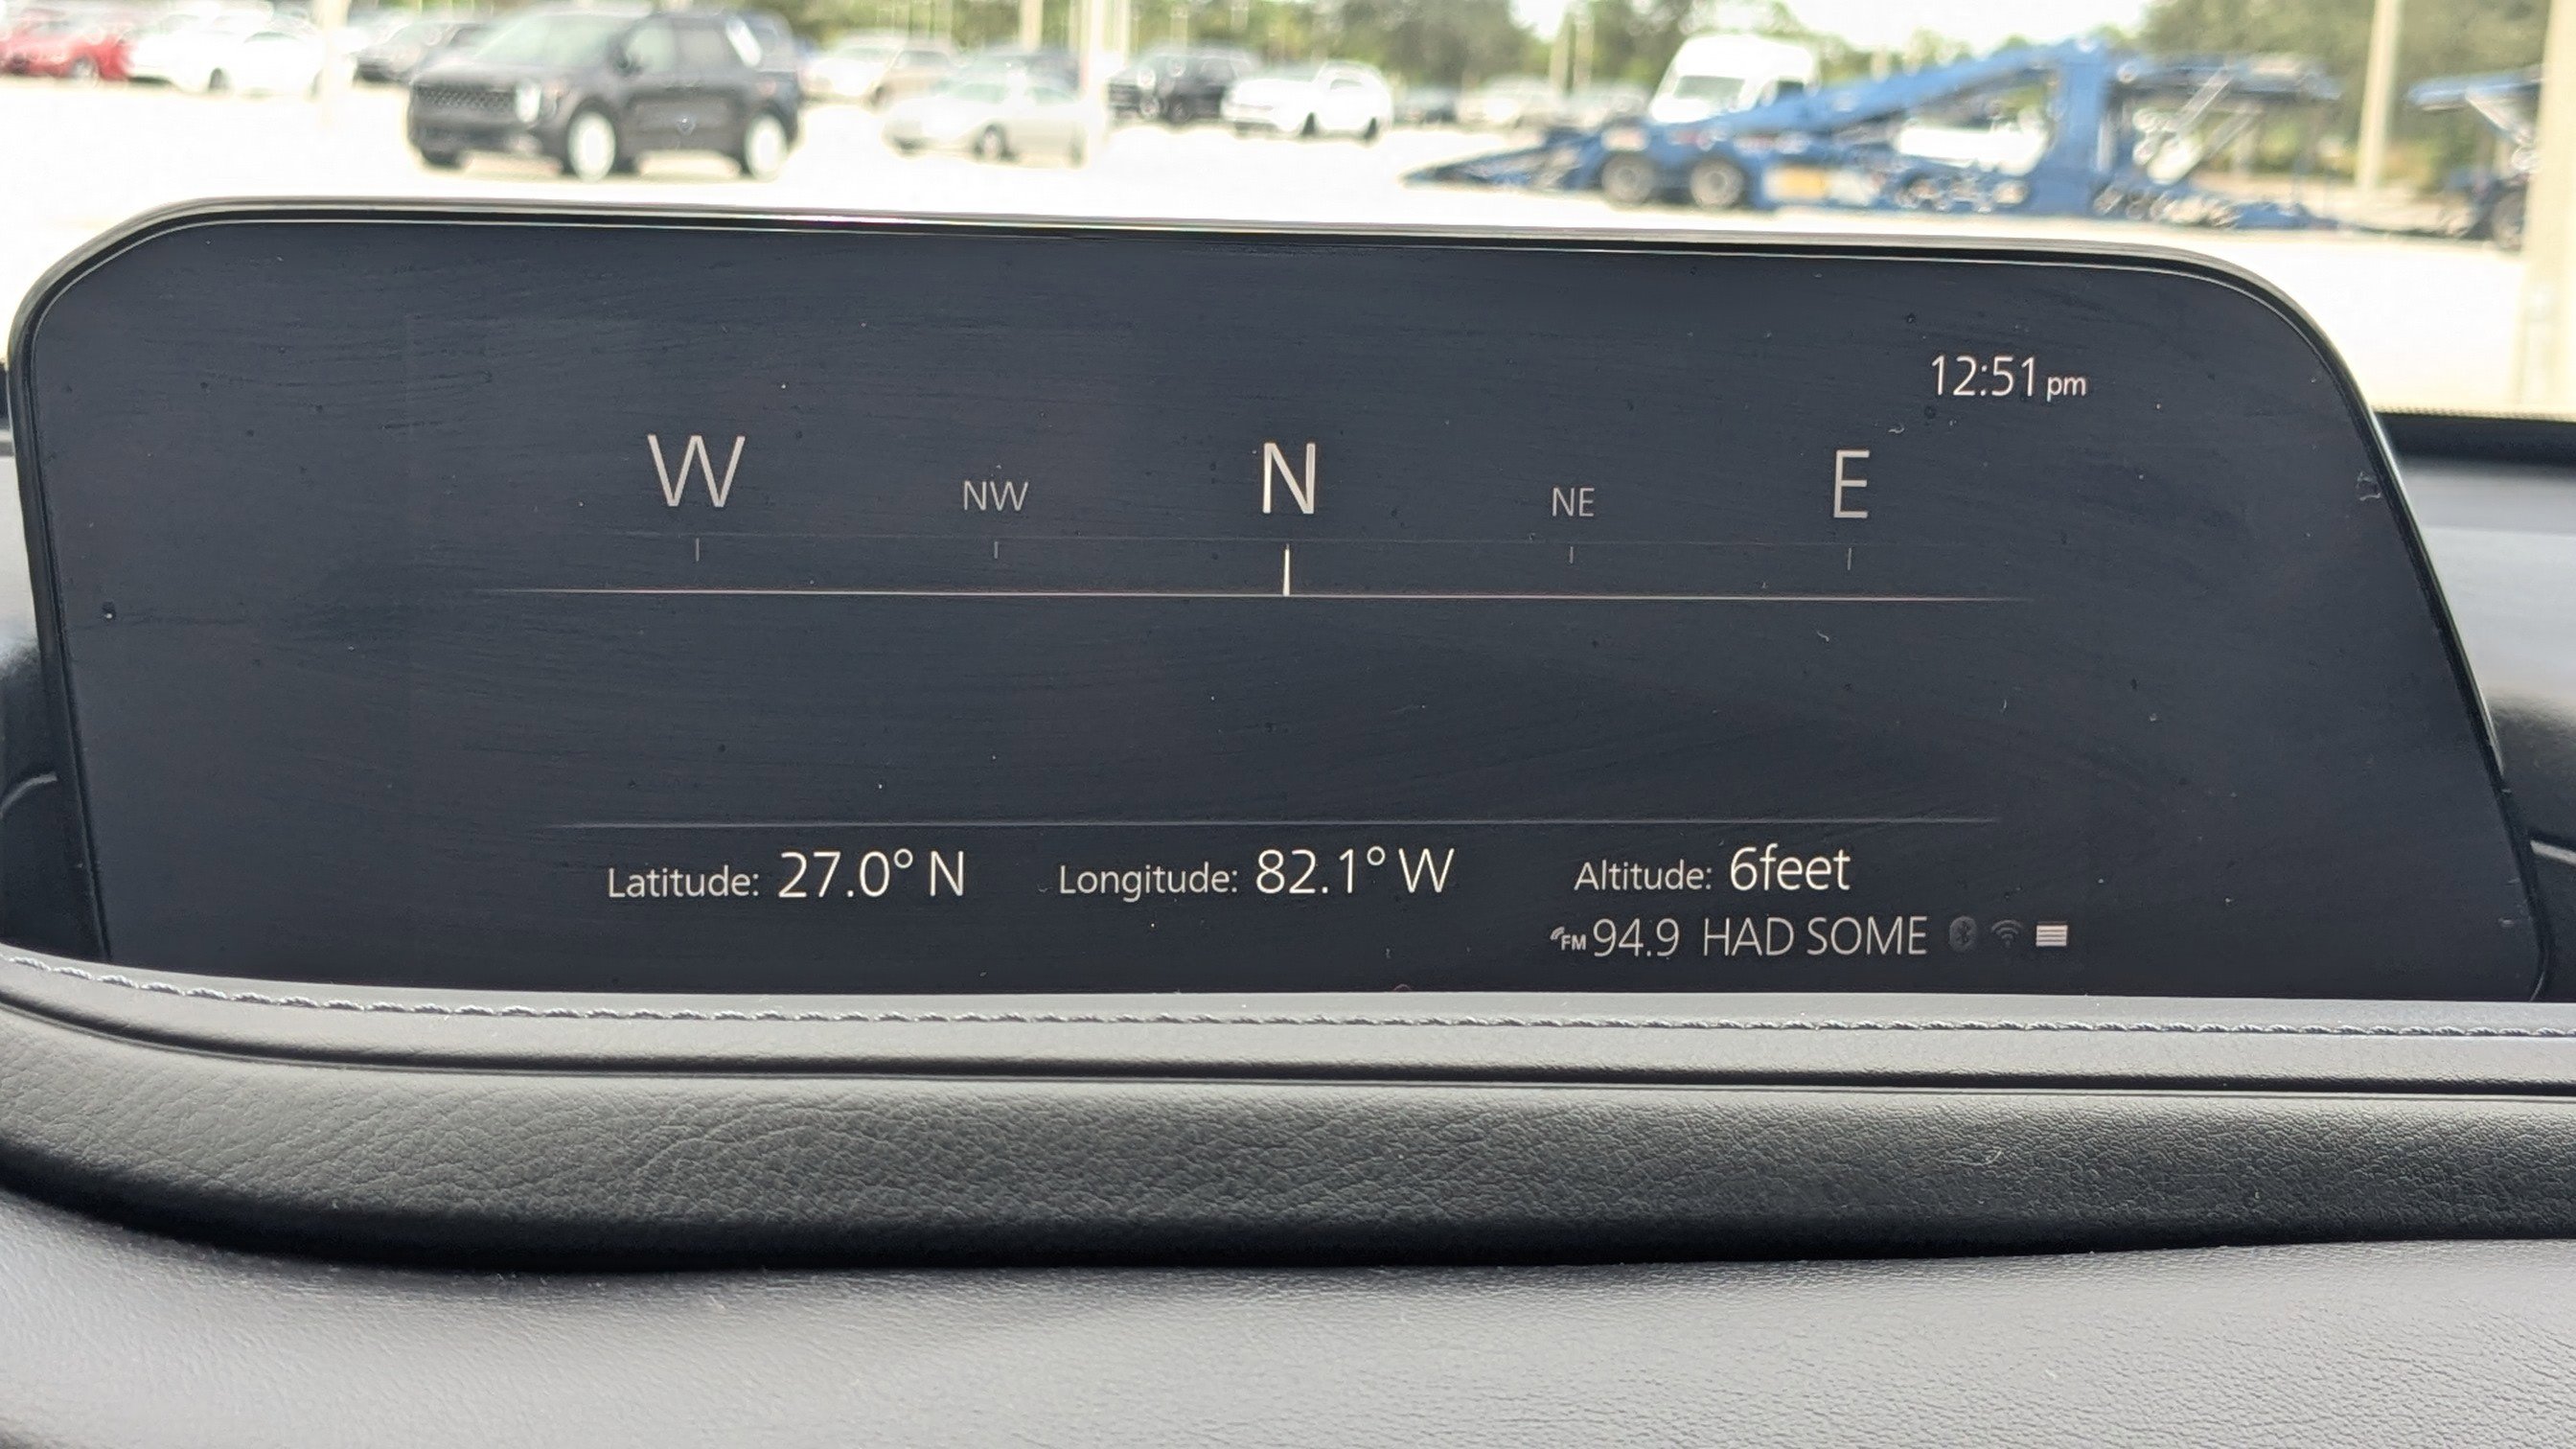 12:51 pm
W NW N NE E
Latitude: 27.0° N Longitude: 82.1° W Altitude: 6feet
FM 94.9 HAD SOME